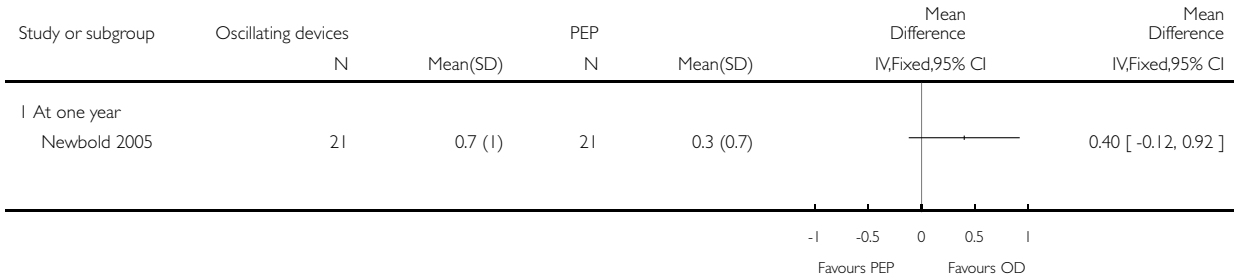 Study or subgroup Oscillating devices PEP Mean Difference Mean Difference
N Mean(SD) N Mean(SD) IV,Fixed,95% CI IV,Fixed,95% CI
1 At one year
Newbold 2005 21 0.7 (1) 21 0.3 (0.7) 0.40 [ -0.12, 0.92 ]
-1 -0.5 0 0.5 1
Favours PEP Favours OD